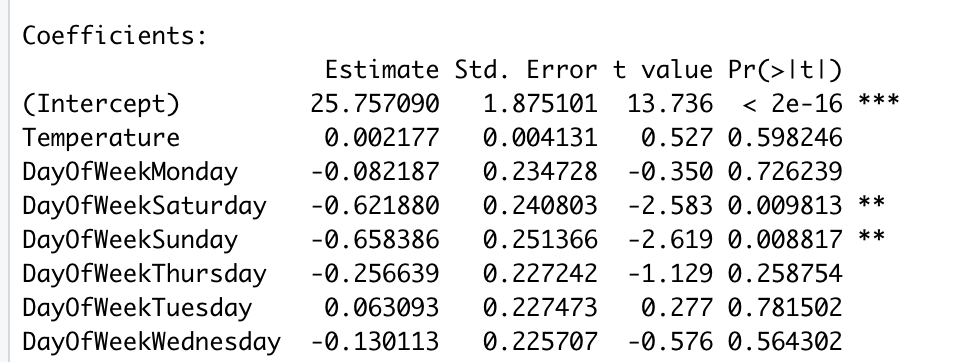 Coefficients:
Estimate Std. Error t value Pr(>|t|)
(Intercept) 25.757090 1.875101 13.736 < 2e-16 ***
Temperature 0.002177 0.004131 0.527 0.598246
DayOfWeekMonday -0.082187 0.234728 -0.350 0.726239
DayOfWeekSaturday -0.621880 0.240803 -2.583 0.009813 **
DayOfWeekSunday -0.658386 0.251366 -2.619 0.008817 **
DayOfWeekThursday -0.256639 0.227242 -1.129 0.258754
DayOfWeekTuesday 0.063093 0.227473 0.277 0.781502
DayOfWeekWednesday -0.130113 0.225707 -0.576 0.564302